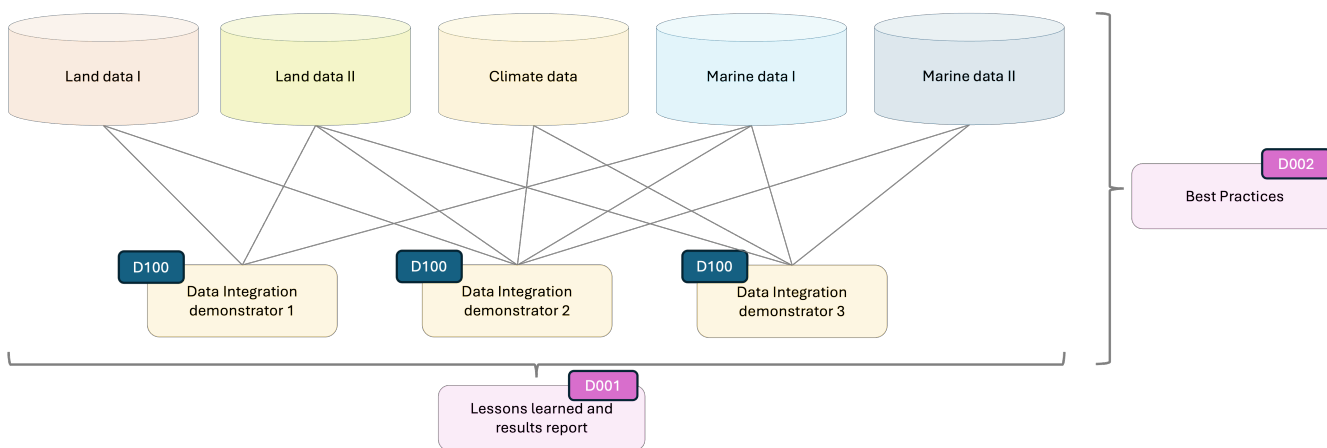 Land data I
Land data II
Climate data
Marine data I
Marine data II
D002
Best Practices
D100
Data Integration
demonstrator 1
D100
Data Integration
demonstrator 2
D100
Data Integration
demonstrator 3
D001
Lessons learned and
results report